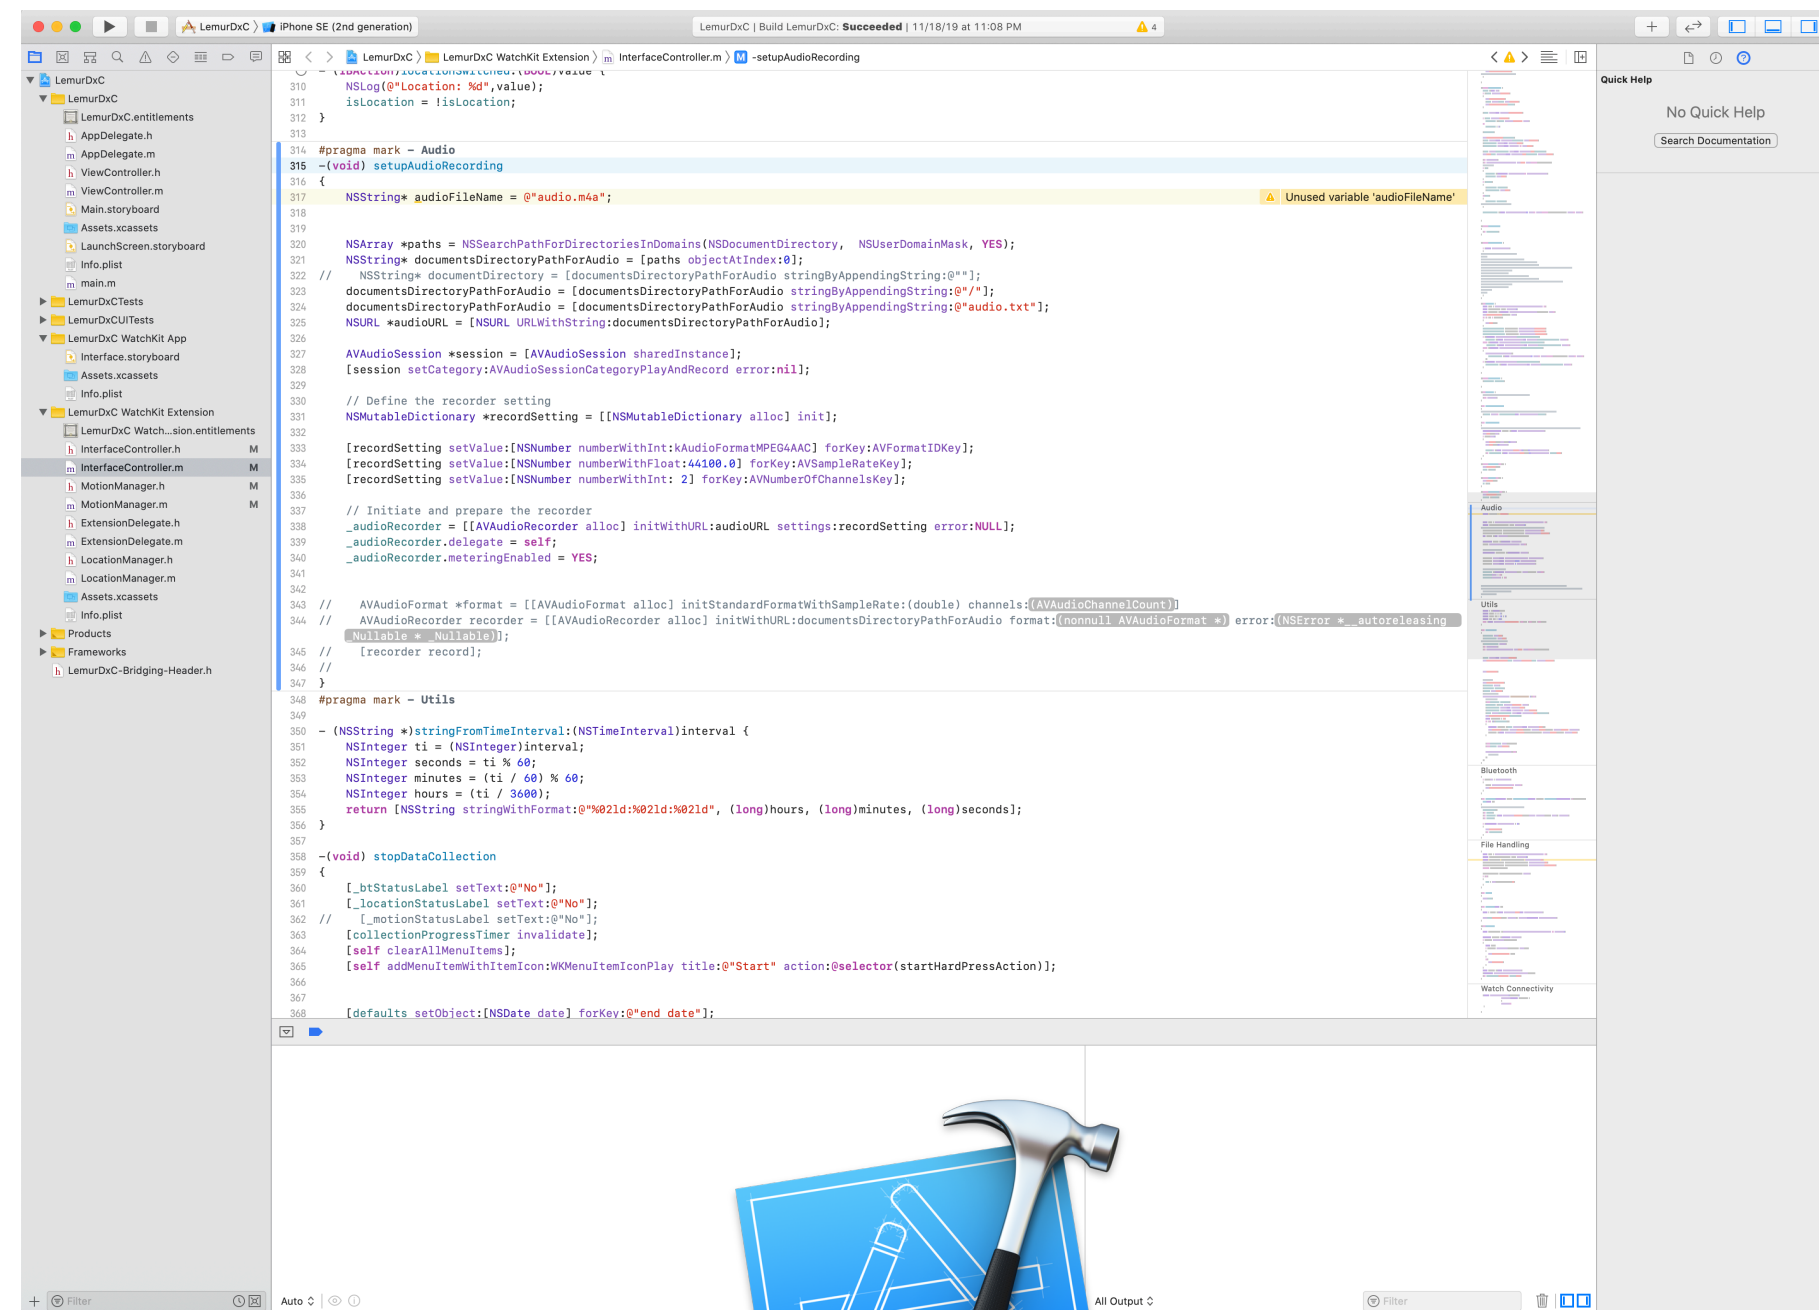 LemurDxC 〉 iPhone SE (2nd generation)
LemurDxC | Build LemurDxC: Succeeded | 11/18/19 at 11:08 PM
4
LemurDxC 〉 LemurDxC WatchKit Extension 〉 m InterfaceController.m 〉 M -setupAudioRecording
LemurDxC
LemurDxC
LemurDxC.entitlements
h AppDelegate.h
m AppDelegate.m
h ViewController.h
m ViewController.m
Main.storyboard
Assets.xcassets
LaunchScreen.storyboard
Info.plist
m main.m
LemurDxCTests
LemurDxCUITests
LemurDxC WatchKit App
Interface.storyboard
Assets.xcassets
Info.plist
LemurDxC WatchKit Extension
LemurDxC Watch...sion.entitlements
h InterfaceController.h M
m InterfaceController.m M
h MotionManager.h M
m MotionManager.m M
h ExtensionDelegate.h
m ExtensionDelegate.m
h LocationManager.h
m LocationManager.m
Assets.xcassets
Info.plist
Products
Frameworks
h LemurDxC-Bridging-Header.h
Filter
- (IBAction)locationSwitched:(BOOL)value {
310 NSLog(@"Location: %d",value);
311 isLocation = !isLocation;
312 }
313
314 #pragma mark - Audio
315 -(void) setupAudioRecording
316 {
317 NSString* audioFileName = @"audio.m4a"; Unused variable 'audioFileName'
318
319
320 NSArray *paths = NSSearchPathForDirectoriesInDomains(NSDocumentDirectory, NSUserDomainMask, YES);
321 NSString* documentsDirectoryPathForAudio = [paths objectAtIndex:0];
322 // NSString* documentDirectory = [documentsDirectoryPathForAudio stringByAppendingString:@""];
323 documentsDirectoryPathForAudio = [documentsDirectoryPathForAudio stringByAppendingString:@"/"];
324 documentsDirectoryPathForAudio = [documentsDirectoryPathForAudio stringByAppendingString:@"audio.txt"];
325 NSURL *audioURL = [NSURL URLWithString:documentsDirectoryPathForAudio];
326
327 AVAudioSession *session = [AVAudioSession sharedInstance];
328 [session setCategory:AVAudioSessionCategoryPlayAndRecord error:nil];
329
330 // Define the recorder setting
331 NSMutableDictionary *recordSetting = [[NSMutableDictionary alloc] init];
332
333 [recordSetting setValue:[NSNumber numberWithInt:kAudioFormatMPEG4AAC] forKey:AVFormatIDKey];
334 [recordSetting setValue:[NSNumber numberWithFloat:44100.0] forKey:AVSampleRateKey];
335 [recordSetting setValue:[NSNumber numberWithInt: 2] forKey:AVNumberOfChannelsKey];
336
337 // Initiate and prepare the recorder
338 _audioRecorder = [[AVAudioRecorder alloc] initWithURL:audioURL settings:recordSetting error:NULL];
339 _audioRecorder.delegate = self;
340 _audioRecorder.meteringEnabled = YES;
341
342
343 // AVAudioFormat *format = [[AVAudioFormat alloc] initStandardFormatWithSampleRate:(double) channels:(AVAudioChannelCount)]
344 // AVAudioRecorder recorder = [[AVAudioRecorder alloc] initWithURL:documentsDirectoryPathForAudio format:(nonnull AVAudioFormat *) error:(NSError *__autoreleasing
_Nullable * _Nullable)];
345 // [recorder record];
346 //
347 }
348 #pragma mark - Utils
349
350 - (NSString *)stringFromTimeInterval:(NSTimeInterval)interval {
351 NSInteger ti = (NSInteger)interval;
352 NSInteger seconds = ti % 60;
353 NSInteger minutes = (ti / 60) % 60;
354 NSInteger hours = (ti / 3600);
355 return [NSString stringWithFormat:@"%02ld:%02ld:%02ld", (long)hours, (long)minutes, (long)seconds];
356 }
357
358 -(void) stopDataCollection
359 {
360 [_btStatusLabel setText:@"No"];
361 [_locationStatusLabel setText:@"No"];
362 // [_motionStatusLabel setText:@"No"];
363 [collectionProgressTimer invalidate];
364 [self clearAllMenuItems];
365 [self addMenuItemWithItemIcon:WKMenuItemIconPlay title:@"Start" action:@selector(startHardPressAction)];
366
367
368 [defaults setObject:[NSDate date] forKey:@"end date"];
Audio
Utils
Bluetooth
File Handling
Watch Connectivity
Quick Help
No Quick Help
Search Documentation
Auto
All Output
Filter